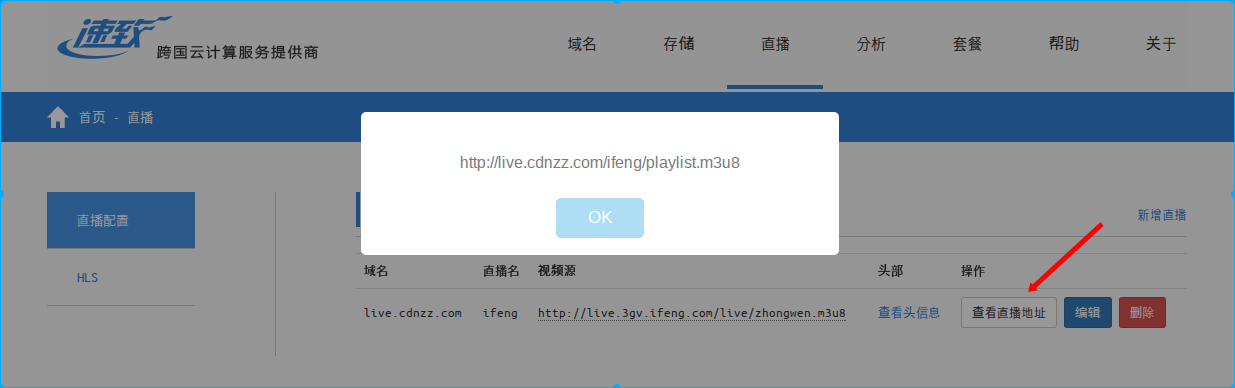 速致 跨国云计算服务提供商
域名 存储 直播 分析 套餐 帮助 关于
首页 - 直播
http://live.cdnzz.com/ifeng/playlist.m3u8
OK
直播配置
HLS
新增直播
域名 直播名 视频源 头部 操作
live.cdnzz.com ifeng http://live.3gv.ifeng.com/live/zhongwen.m3u8 查看头信息 查看直播地址 编辑 删除